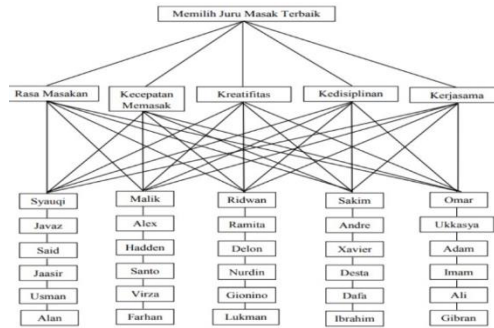 Memilih Juru Masak Terbaik
Rasa Masakan
Kecepatan
Memasak
Kreatifitas
Kedisiplinan
Kerjasama
Syauqi
Malik
Ridwan
Sakim
Omar
Javaz
Alex
Ramita
Andre
Ukkasya
Said
Hadden
Delon
Xavier
Adam
Jaasir
Santo
Nurdin
Desta
Imam
Usman
Virza
Gionino
Dafa
Ali
Alan
Farhan
Lukman
Ibrahim
Gibran